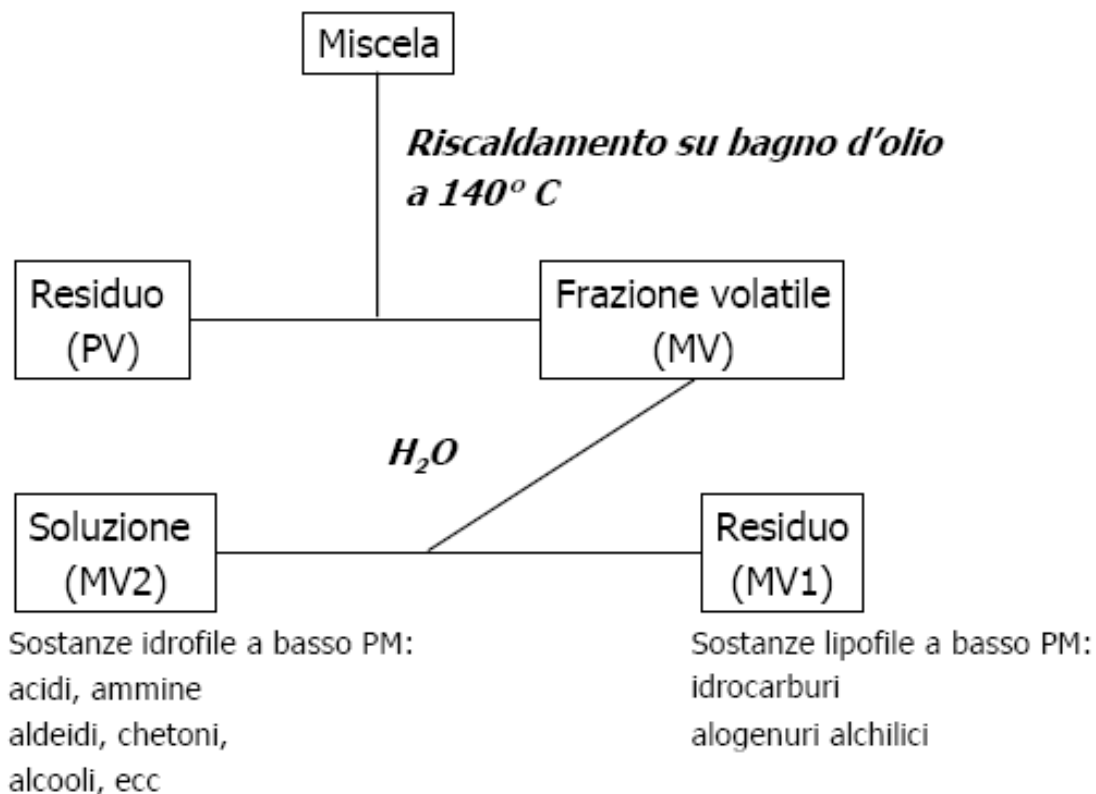 Miscela
Riscaldamento su bagno d'olio
a 140° C
Residuo
(PV)
Frazione volatile
(MV)
H₂O
Soluzione
(MV2)
Residuo
(MV1)
Sostanze idrofile a basso PM:
acidi, ammine
aldeidi, chetoni,
alcooli, ecc
Sostanze lipofile a basso PM:
idrocarburi
alogenuri alchilici